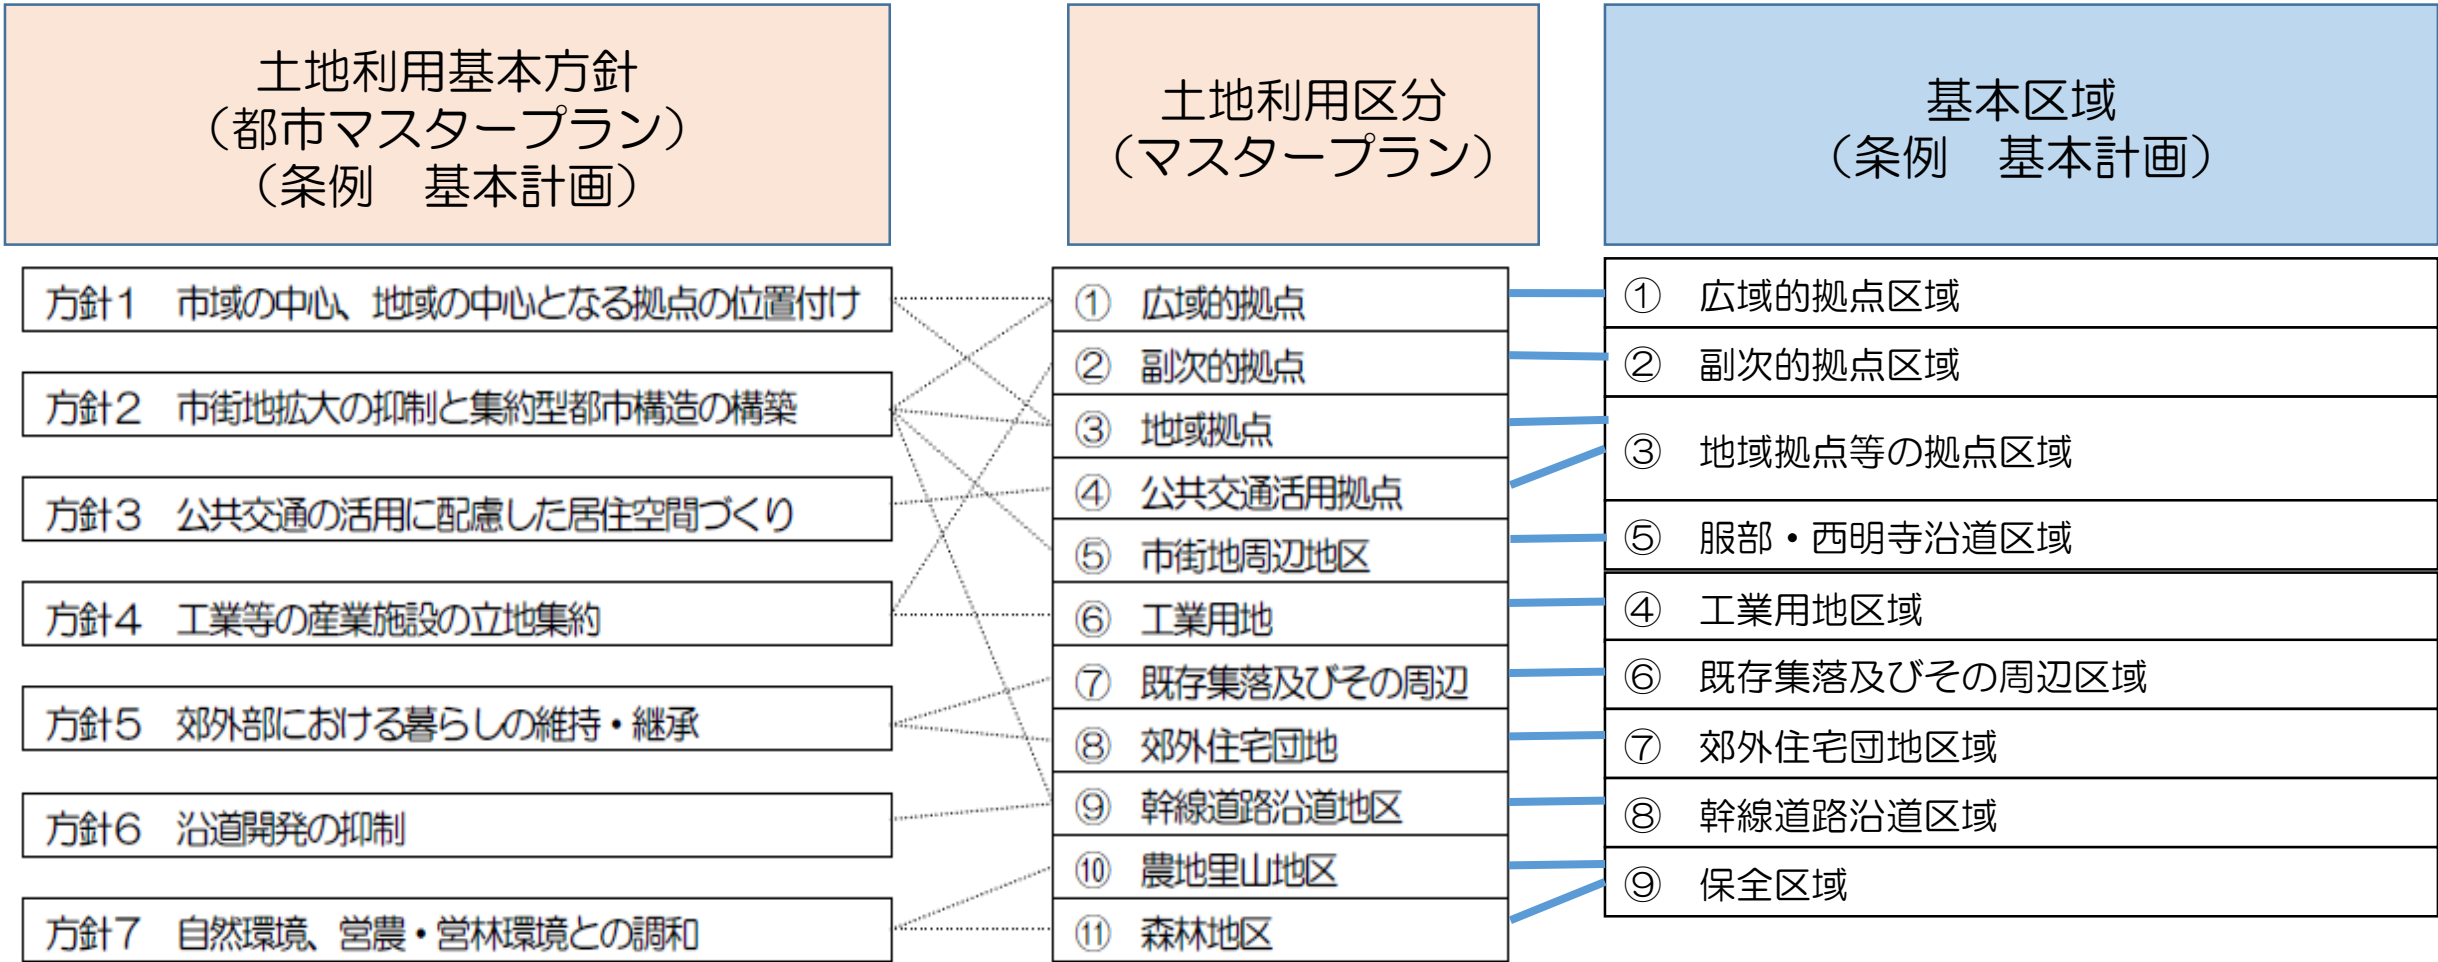 土地利用基本方針
（都市マスタープラン）
（条例　基本計画）
土地利用区分
（マスタープラン）
基本区域
（条例　基本計画）
方針1　市域の中心、地域の中心となる拠点の位置付け
方針2　市街地拡大の抑制と集約型都市構造の構築
方針3　公共交通の活用に配慮した居住空間づくり
方針4　工業等の産業施設の立地集約
方針5　郊外部における暮らしの維持・継承
方針6　沿道開発の抑制
方針7　自然環境、営農・営林環境との調和
①　広域的拠点
②　副次的拠点
③　地域拠点
④　公共交通活用拠点
⑤　市街地周辺地区
⑥　工業用地
⑦　既存集落及びその周辺
⑧　郊外住宅団地
⑨　幹線道路沿道地区
⑩　農地里山地区
⑪　森林地区
①　広域的拠点区域
②　副次的拠点区域
③　地域拠点等の拠点区域
⑤　服部・西明寺沿道区域
④　工業用地区域
⑥　既存集落及びその周辺区域
⑦　郊外住宅団地区域
⑧　幹線道路沿道区域
⑨　保全区域